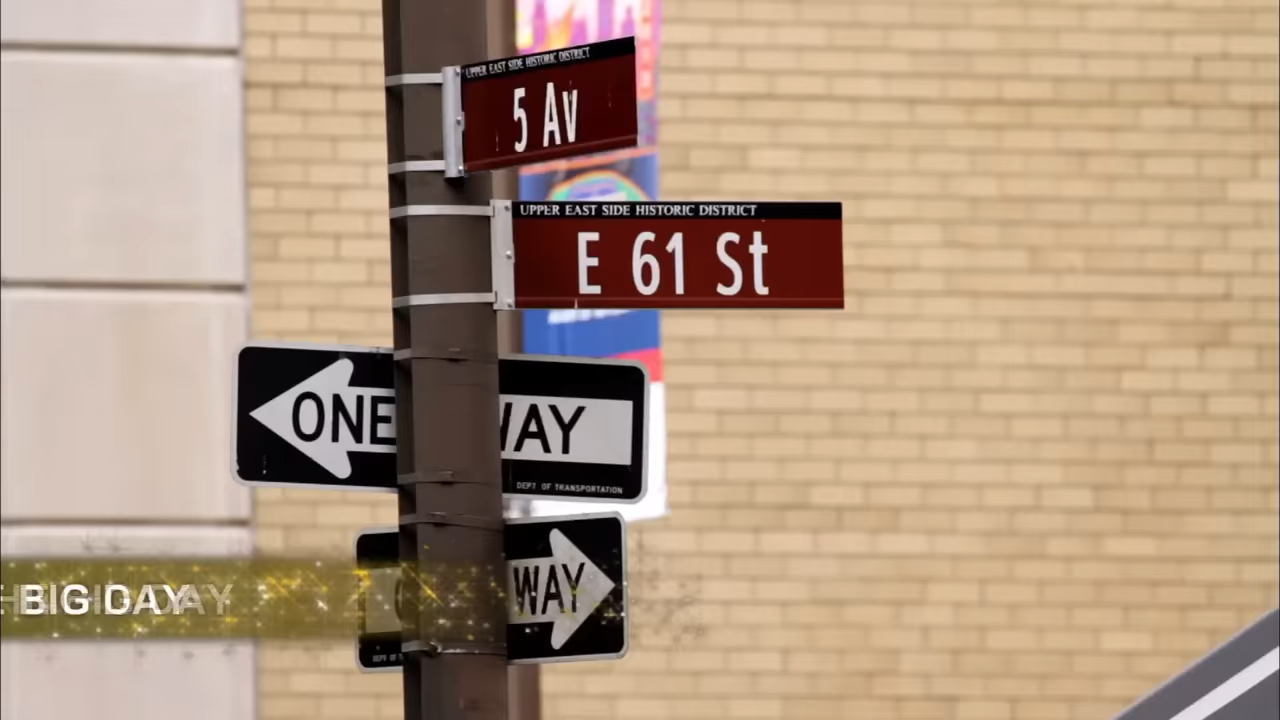 UPPER EAST SIDE HISTORIC DISTRICT
5 Av
UPPER EAST SIDE HISTORIC DISTRICT
E 61 St
ONE WAY
DEPT OF TRANSPORTATION
WAY
BIG DAY